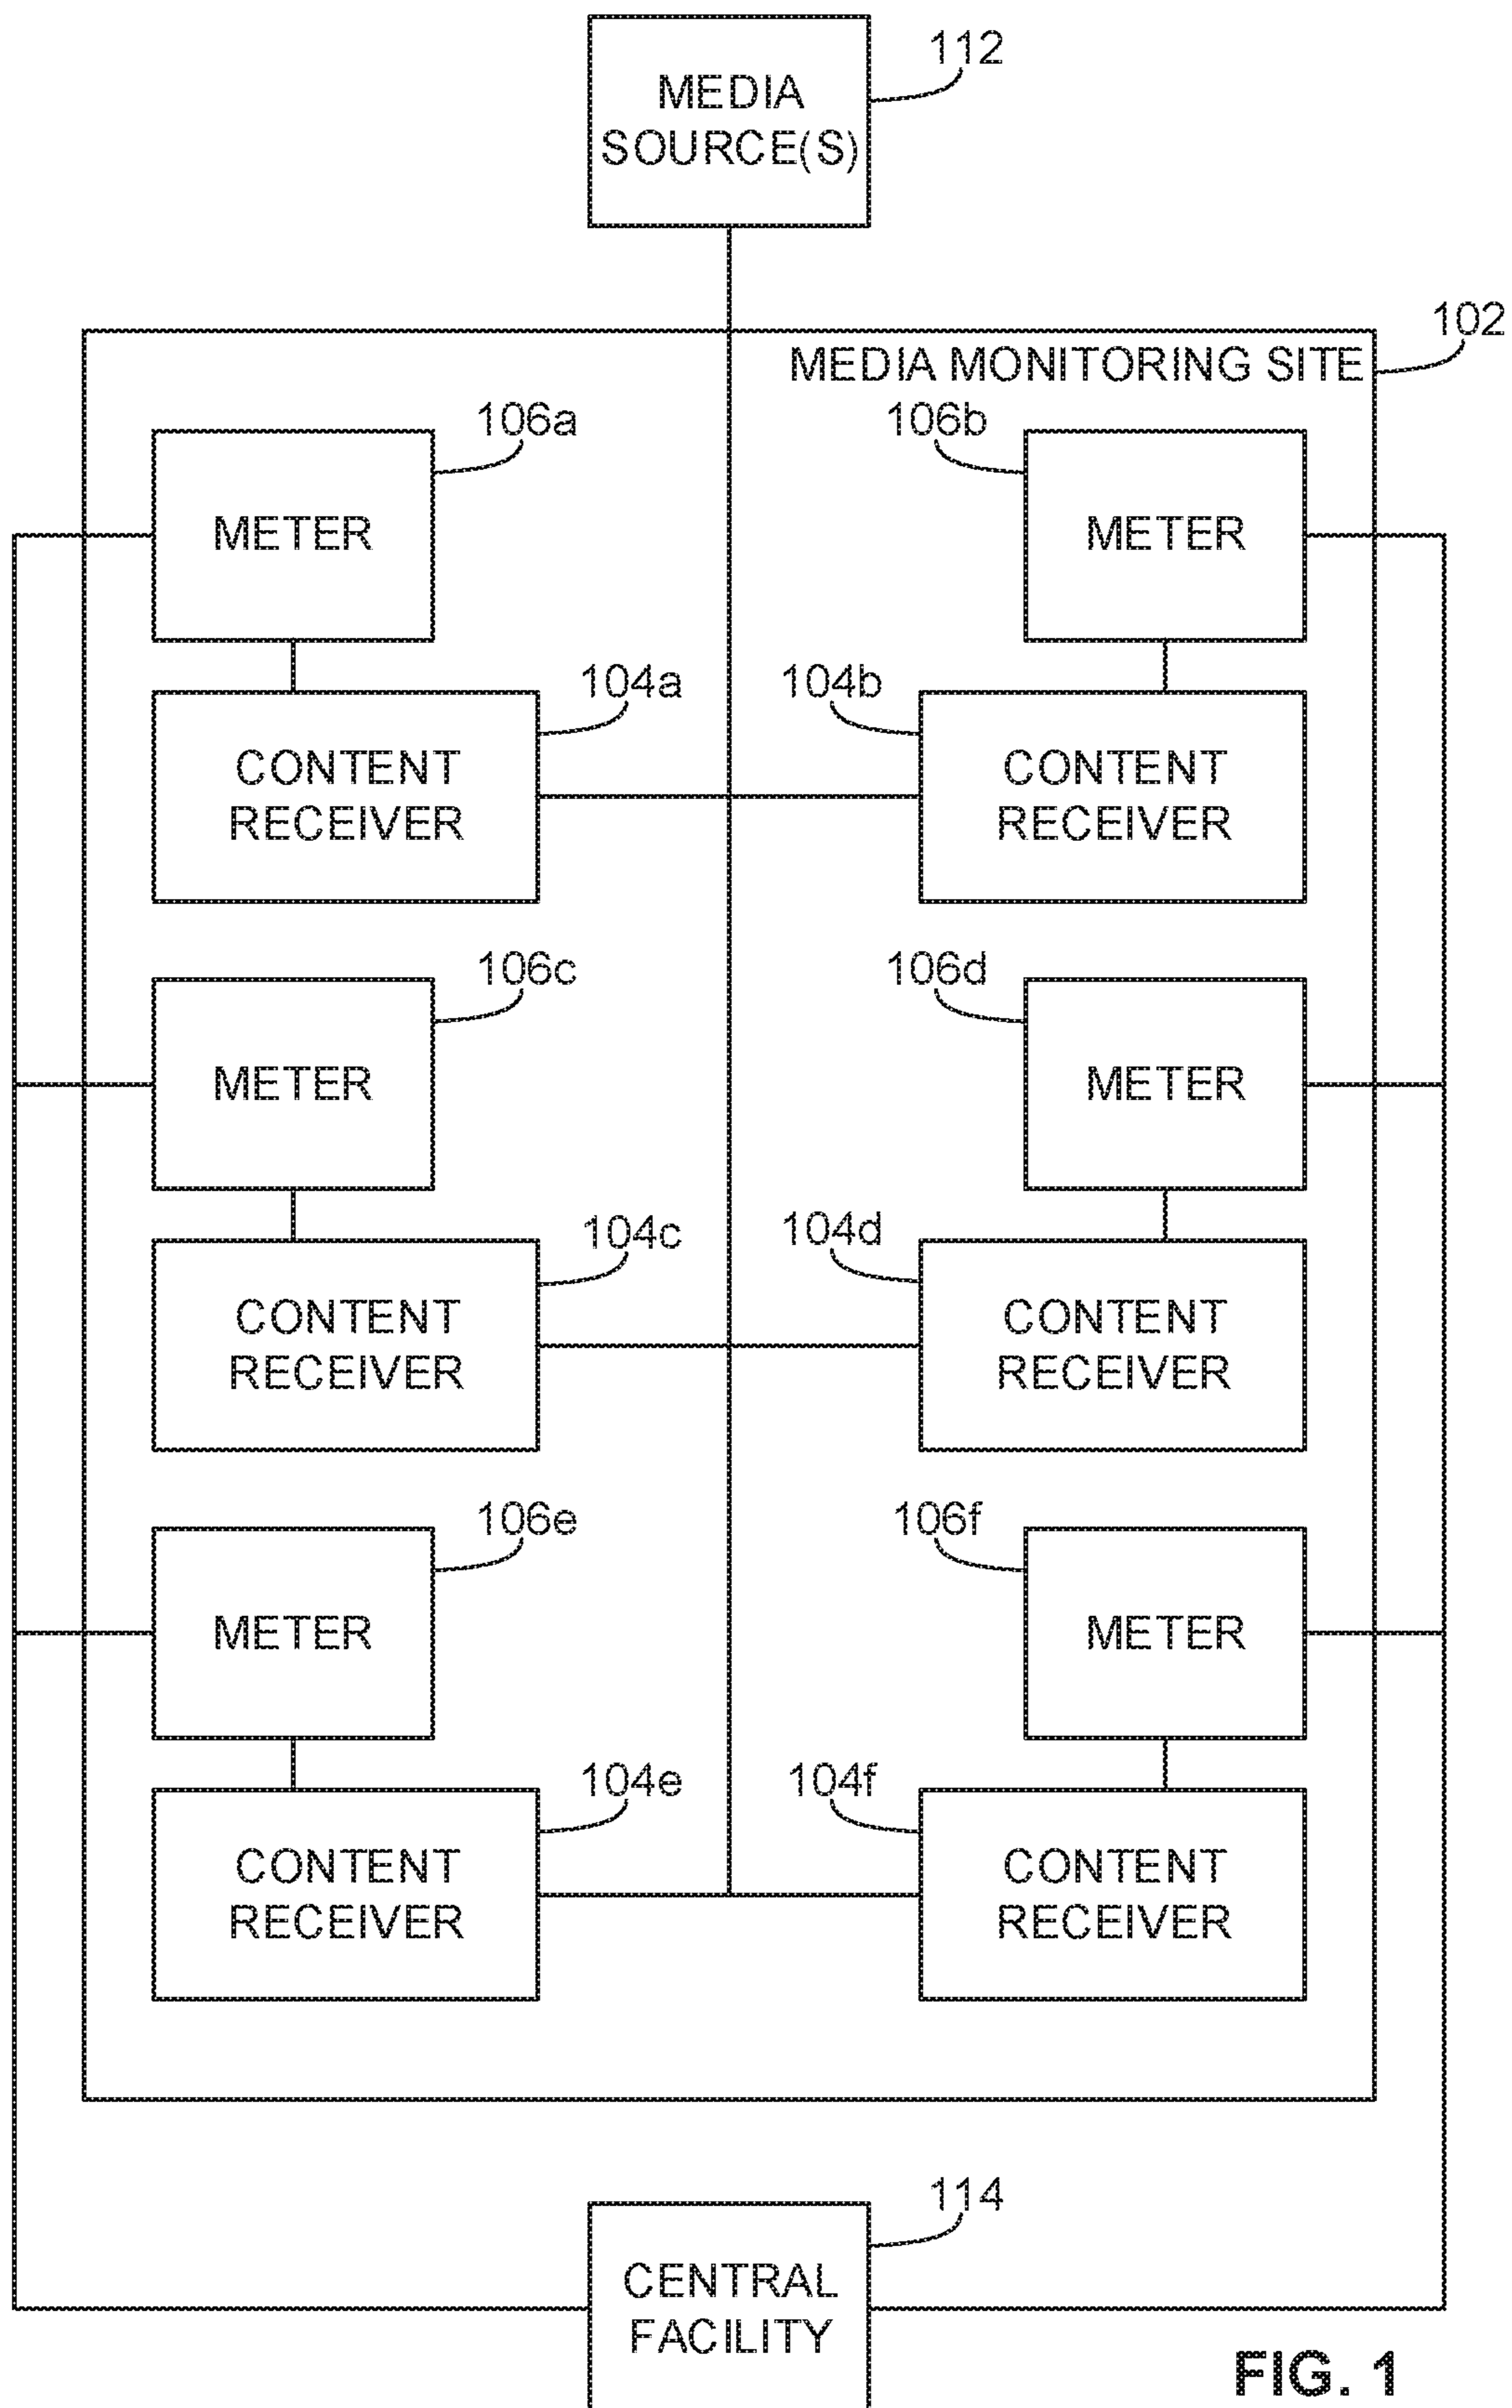 112
MEDIA
SOURCE(S)
102
MEDIA MONITORING SITE
106a
106b
METER
METER
104a
104b
CONTENT
RECEIVER
CONTENT
RECEIVER
106c
106d
METER
METER
104c
104d
CONTENT
RECEIVER
CONTENT
RECEIVER
106e
106f
METER
METER
104e
104f
CONTENT
RECEIVER
CONTENT
RECEIVER
114
CENTRAL
FACILITY
FIG. 1